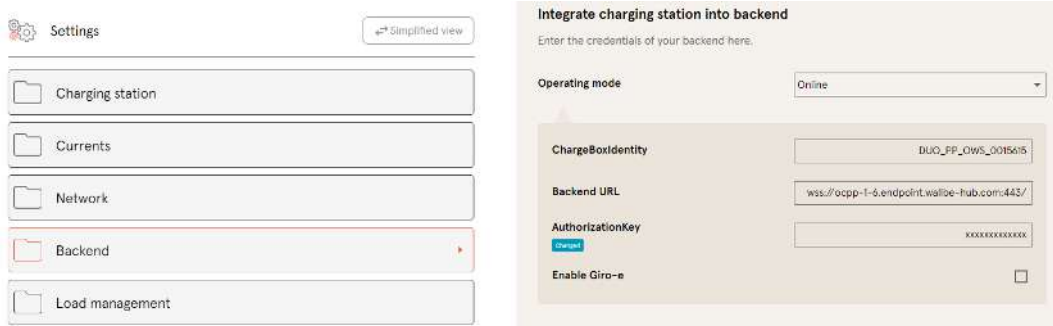 Settings
Simplified view
Charging station
Currents
Network
Backend
Load management
Integrate charging station into backend
Enter the credentials of your backend here.
Operating mode
Online
ChargeBoxIdentity
DUO_PP_OWS_0015615
Backend URL
wss://ocpp-1-6.endpoint.wallbe-hub.com:443/
AuthorizationKey
xxxxxxxxxxxxx
Changed
Enable Giro-e